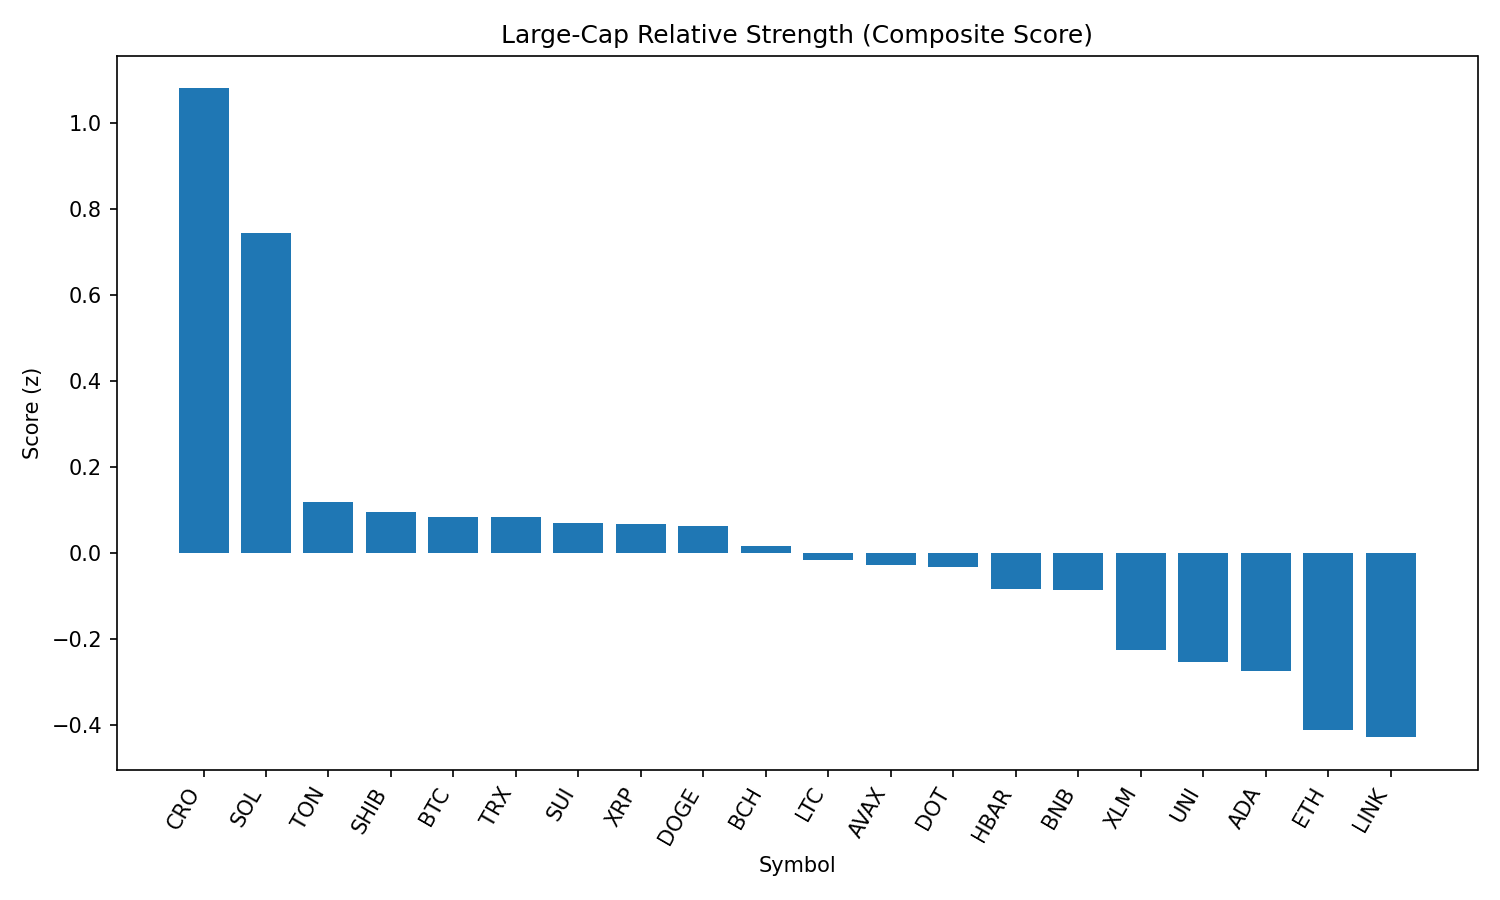 Large-Cap Relative Strength (Composite Score)
1.0
0.8
0.6
0.4
0.2
0.0
−0.2
−0.4
Score (z)
CRO
SOL
TON
SHIB
BTC
TRX
SUI
XRP
DOGE
BCH
LTC
AVAX
DOT
HBAR
BNB
XLM
UNI
ADA
ETH
LINK
Symbol